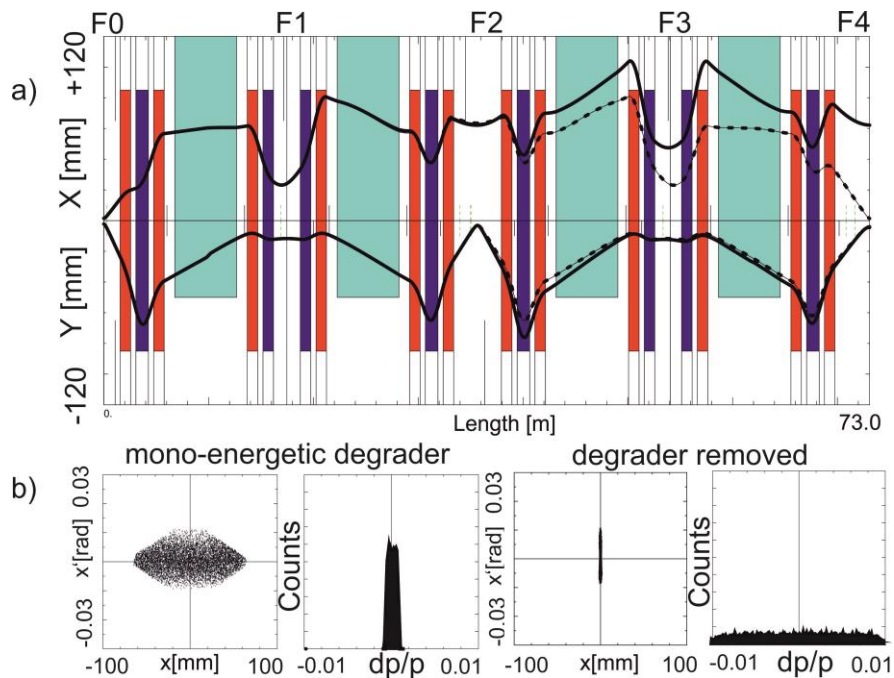 F0 F1 F2 F3 F4
a)
+120
X [mm]
Y [mm]
-120
0.
Length [m]
73.0
mono-energetic degrader
degrader removed
b)
0.03
x'[rad]
-0.03
-100
x[mm]
100
Counts
-0.01
dp/p
0.01
0.03
x'[rad]
-0.03
-100
x[mm]
100
Counts
-0.01
dp/p
0.01